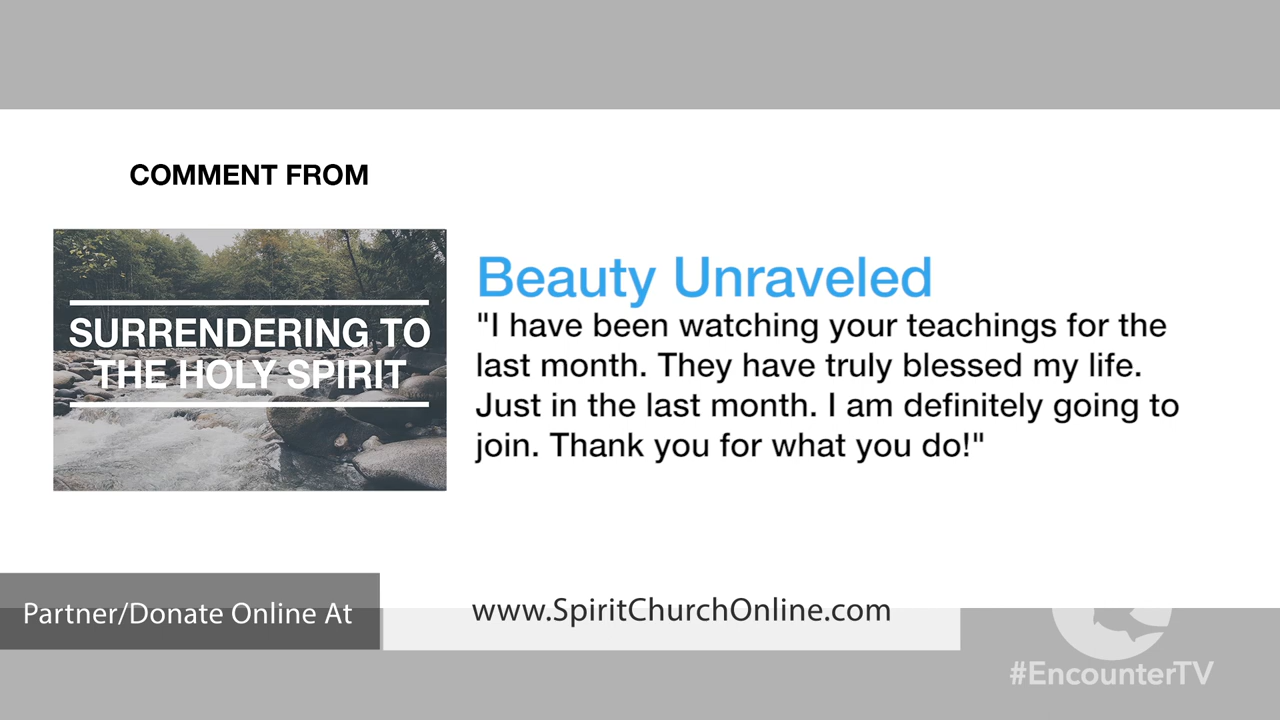 COMMENT FROM
SURRENDERING TO
THE HOLY SPIRIT
Beauty Unraveled
"I have been watching your teachings for the
last month. They have truly blessed my life.
Just in the last month. I am definitely going to
join. Thank you for what you do!"
Partner/Donate Online At
www.SpiritChurchOnline.com
#EncounterTV